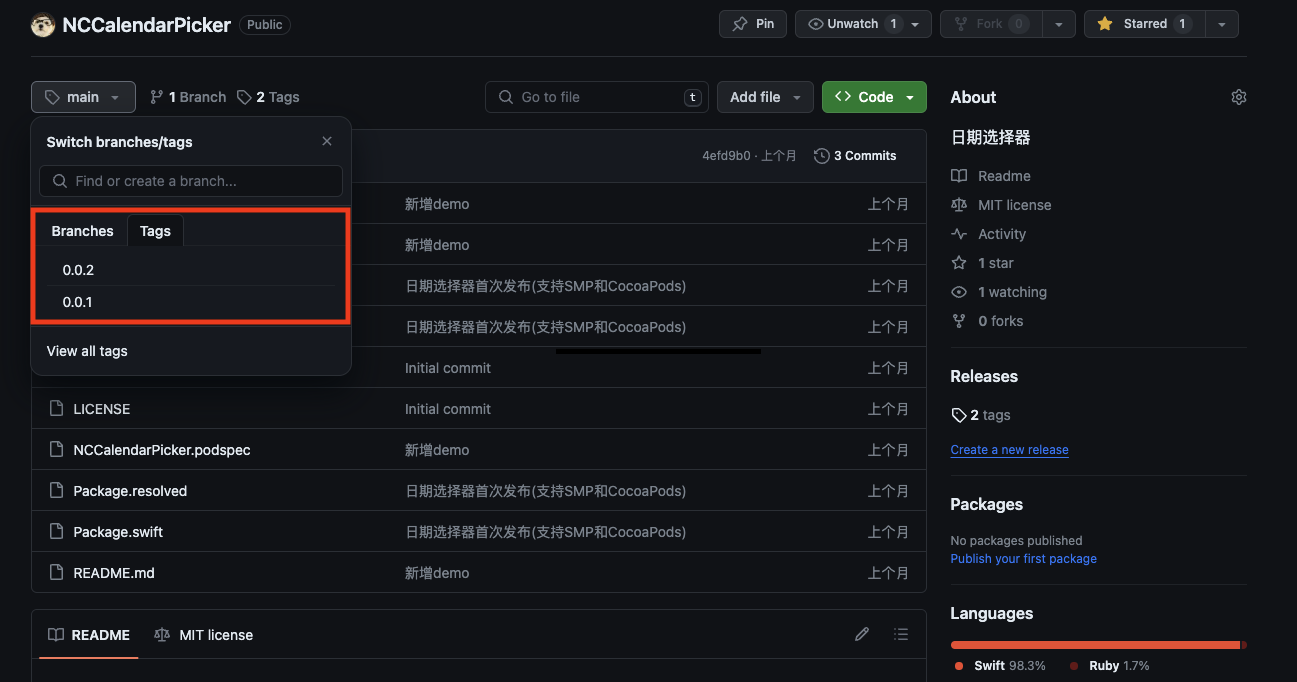 NCCalendarPicker Public
Pin
Unwatch 1
Fork 0
Starred 1
main
1 Branch
2 Tags
Go to file t
Add file
Code
Switch branches/tags
Find or create a branch...
Branches Tags
0.0.2
0.0.1
View all tags
4efd9b0 · 上个月
3 Commits
新增demo 上个月
新增demo 上个月
日期选择器首次发布(支持SMP和CocoaPods) 上个月
日期选择器首次发布(支持SMP和CocoaPods) 上个月
Initial commit 上个月
LICENSE Initial commit 上个月
NCCalendarPicker.podspec 新增demo 上个月
Package.resolved 日期选择器首次发布(支持SMP和CocoaPods) 上个月
Package.swift 日期选择器首次发布(支持SMP和CocoaPods) 上个月
README.md 新增demo 上个月
README MIT license
About
日期选择器
Readme
MIT license
Activity
1 star
1 watching
0 forks
Releases
2 tags
Create a new release
Packages
No packages published
Publish your first package
Languages
Swift 98.3% Ruby 1.7%